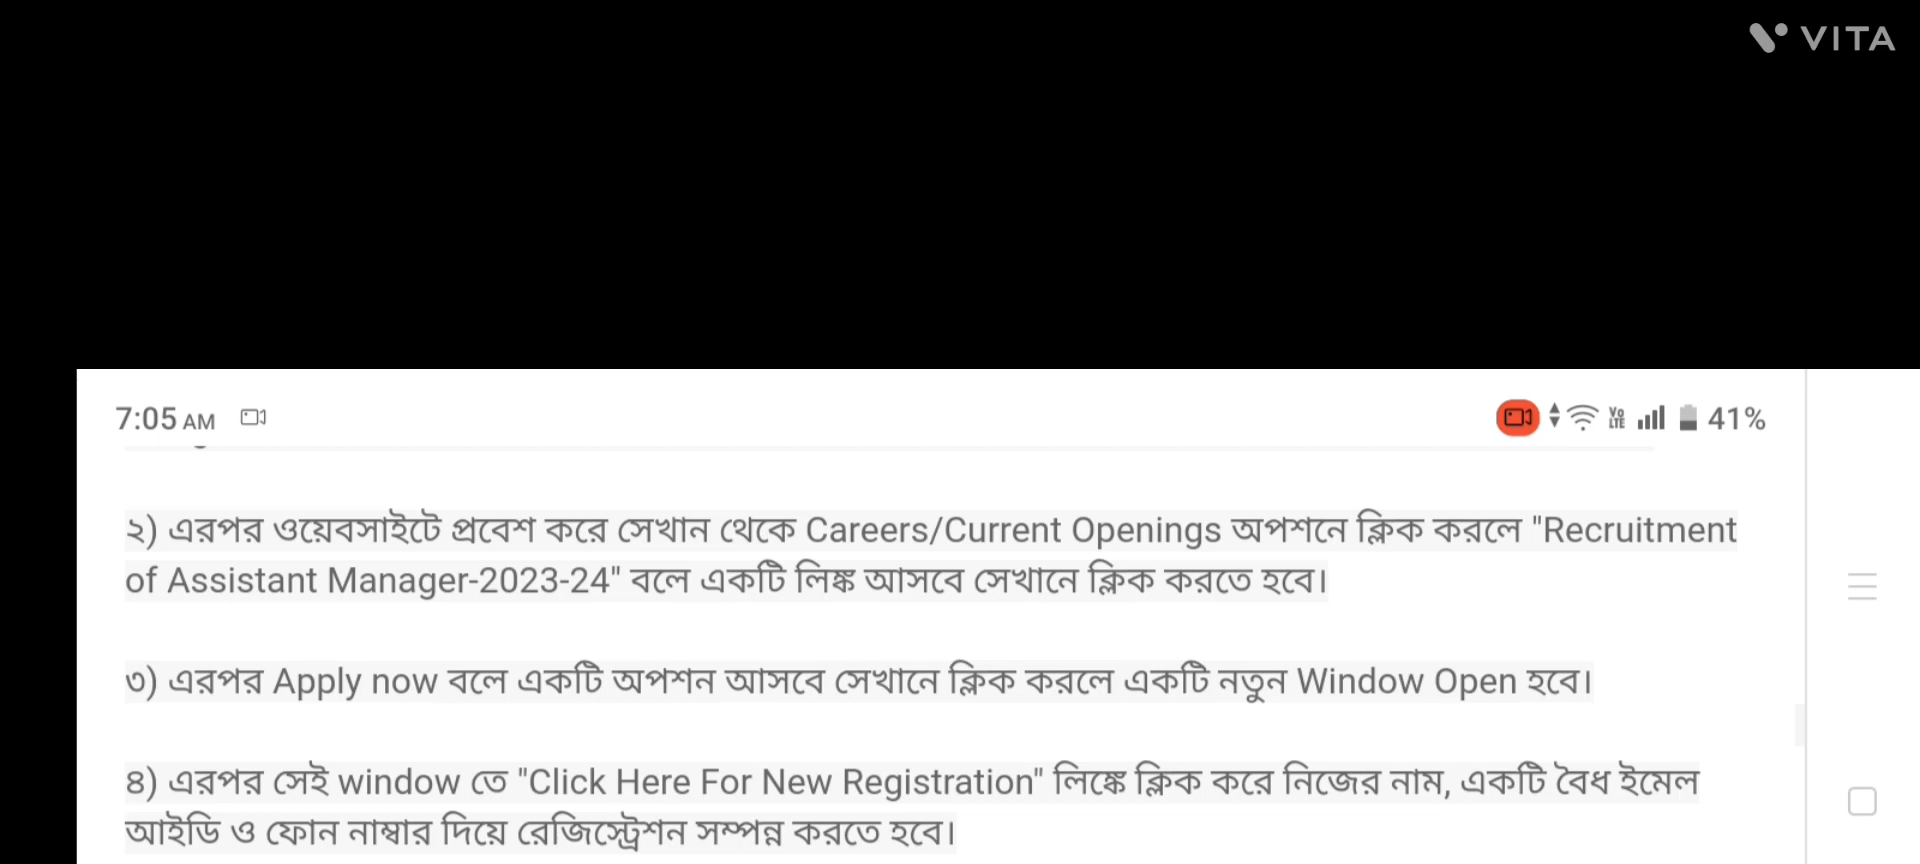 VITA
7:05 AM 41%
২) এরপর ওয়েবসাইটে প্রবেশ করে সেখান থেকে Careers/Current Openings অপশনে ক্লিক করলে "Recruitment
of Assistant Manager-2023-24" বলে একটি লিঙ্ক আসবে সেখানে ক্লিক করতে হবে।
৩) এরপর Apply now বলে একটি অপশন আসবে সেখানে ক্লিক করলে একটি নতুন Window Open হবে।
৪) এরপর সেই window তে "Click Here For New Registration" লিঙ্কে ক্লিক করে নিজের নাম, একটি বৈধ ইমেল
আইডি ও ফোন নাম্বার দিয়ে রেজিস্ট্রেশন সম্পন্ন করতে হবে।